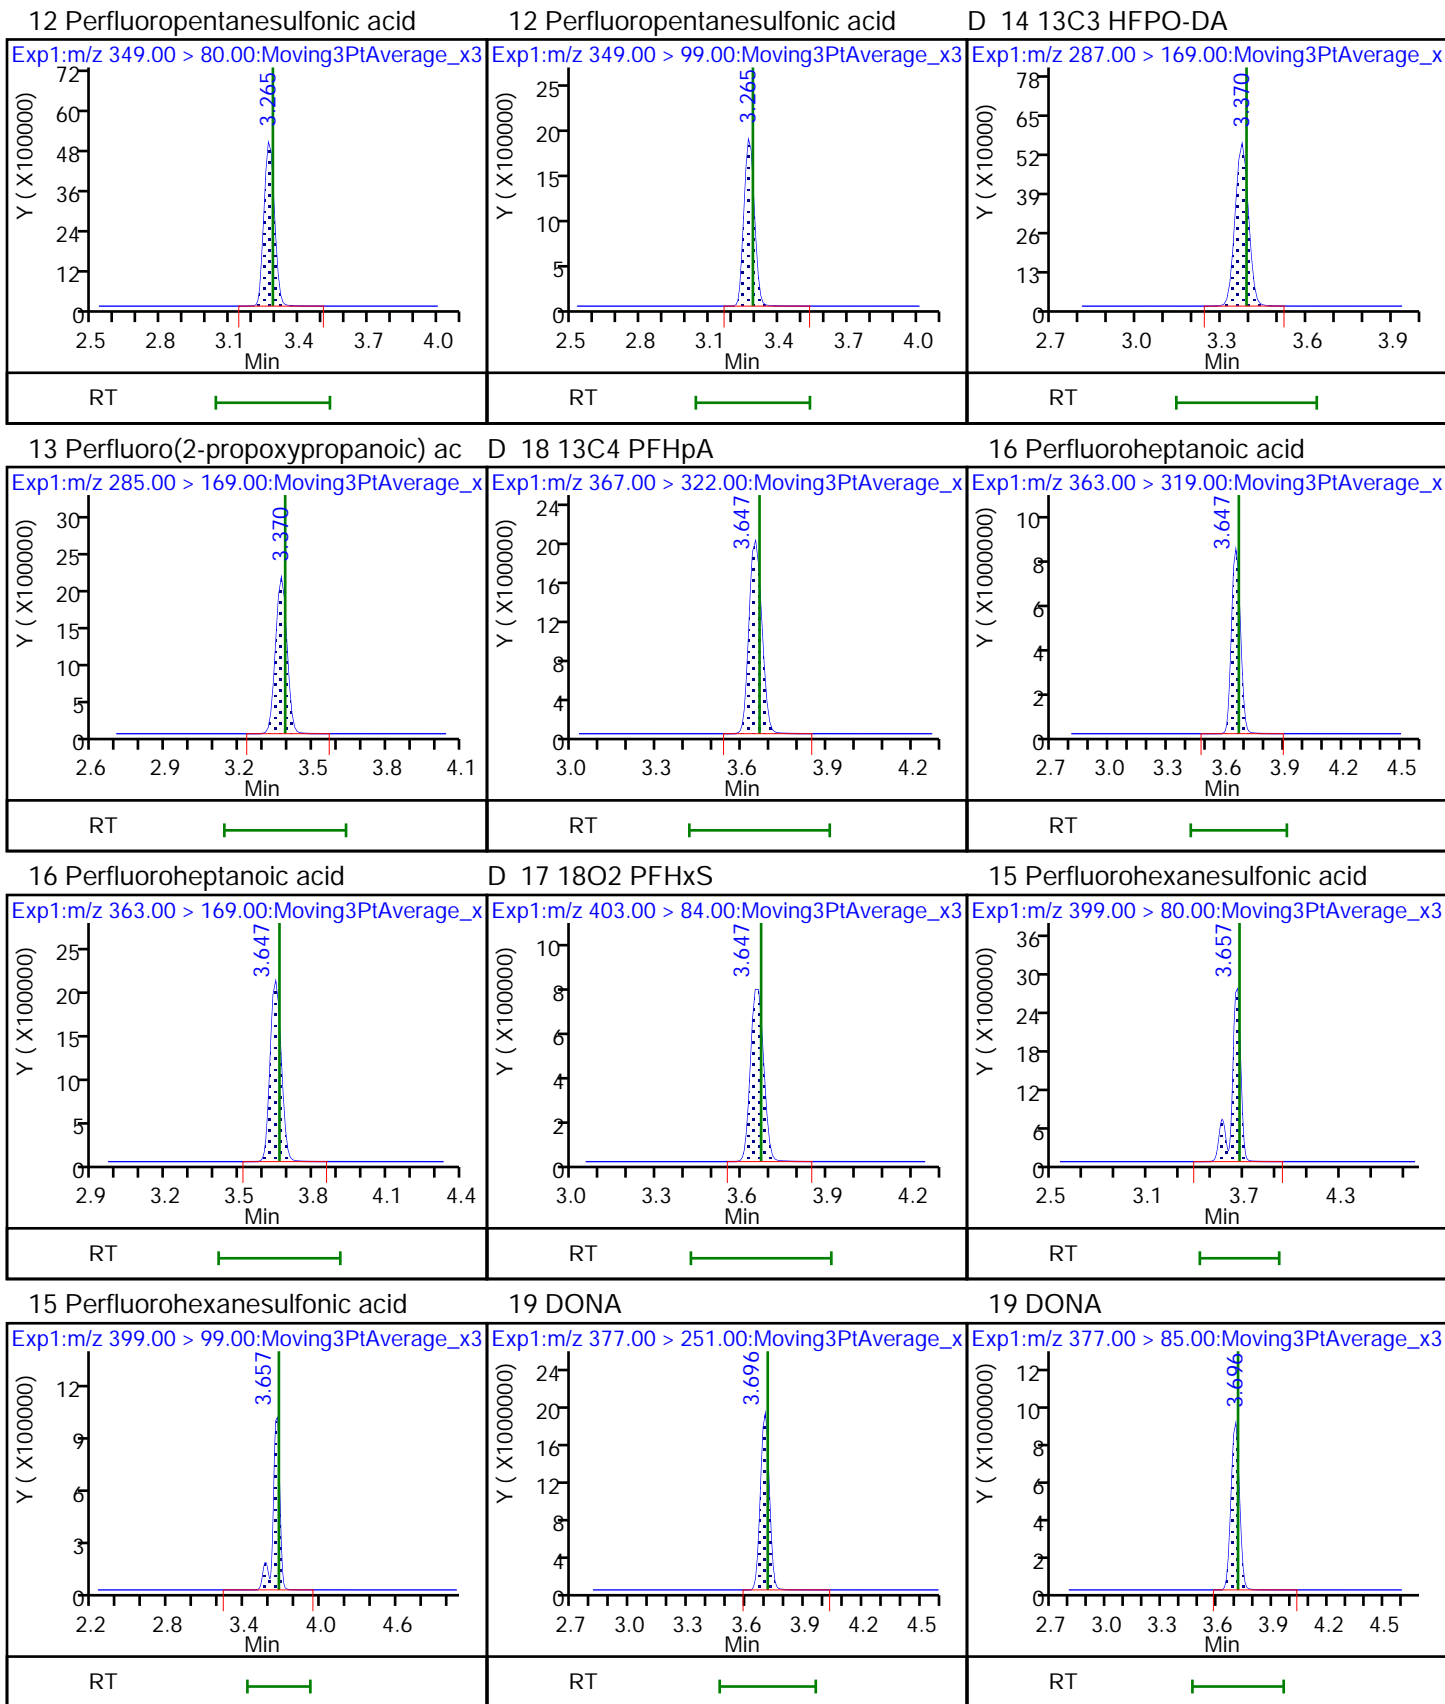 12 Perfluoropentanesulfonic acid
Exp1:m/z 349.00 > 80.00:Moving3PtAverage_x3
3.265
Y ( X100000)
72
60
48
36
24
12
0
2.5 2.8 3.1 3.4 3.7 4.0
Min
RT
12 Perfluoropentanesulfonic acid
Exp1:m/z 349.00 > 99.00:Moving3PtAverage_x3
3.265
Y ( X100000)
25
20
15
10
5
0
2.5 2.8 3.1 3.4 3.7 4.0
Min
RT
D 14 13C3 HFPO-DA
Exp1:m/z 287.00 > 169.00:Moving3PtAverage_x
3.370
Y ( X10000)
78
65
52
39
26
13
0
2.7 3.0 3.3 3.6 3.9
Min
RT
13 Perfluoro(2-propoxypropanoic) ac
Exp1:m/z 285.00 > 169.00:Moving3PtAverage_x
3.370
Y ( X100000)
30
25
20
15
10
5
0
2.6 2.9 3.2 3.5 3.8 4.1
Min
RT
D 18 13C4 PFHpA
Exp1:m/z 367.00 > 322.00:Moving3PtAverage_x
3.647
Y ( X100000)
24
20
16
12
8
4
0
3.0 3.3 3.6 3.9 4.2
Min
RT
16 Perfluoroheptanoic acid
Exp1:m/z 363.00 > 319.00:Moving3PtAverage_x
3.647
Y ( X1000000)
10
8
6
4
2
0
2.7 3.0 3.3 3.6 3.9 4.2 4.5
Min
RT
16 Perfluoroheptanoic acid
Exp1:m/z 363.00 > 169.00:Moving3PtAverage_x
3.647
Y ( X100000)
25
20
15
10
5
0
2.9 3.2 3.5 3.8 4.1 4.4
Min
RT
D 17 18O2 PFHxS
Exp1:m/z 403.00 > 84.00:Moving3PtAverage_x3
3.647
Y ( X100000)
10
8
6
4
2
0
3.0 3.3 3.6 3.9 4.2
Min
RT
15 Perfluorohexanesulfonic acid
Exp1:m/z 399.00 > 80.00:Moving3PtAverage_x3
3.657
Y ( X100000)
36
30
24
18
12
6
0
2.5 3.1 3.7 4.3
Min
RT
15 Perfluorohexanesulfonic acid
Exp1:m/z 399.00 > 99.00:Moving3PtAverage_x3
3.657
Y ( X100000)
12
9
6
3
0
2.2 2.8 3.4 4.0 4.6
Min
RT
19 DONA
Exp1:m/z 377.00 > 251.00:Moving3PtAverage_x
3.696
Y ( X1000000)
24
20
16
12
8
4
0
2.7 3.0 3.3 3.6 3.9 4.2 4.5
Min
RT
19 DONA
Exp1:m/z 377.00 > 85.00:Moving3PtAverage_x3
3.696
Y ( X1000000)
12
10
8
6
4
2
0
2.7 3.0 3.3 3.6 3.9 4.2 4.5
Min
RT